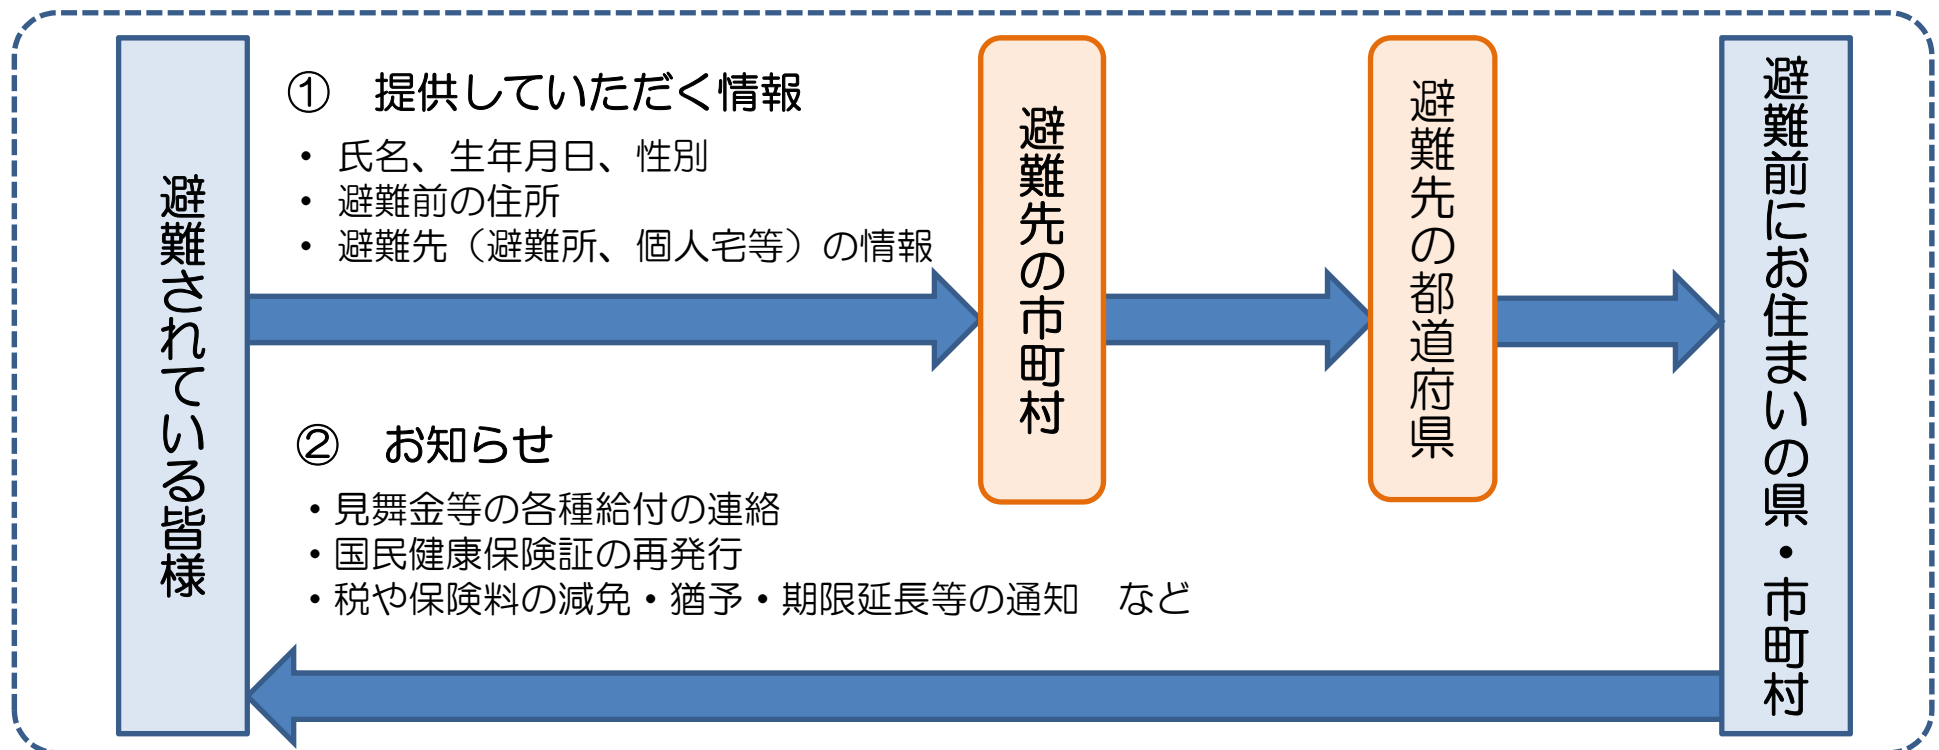 避難されている皆様
① 提供していただく情報
・ 氏名、生年月日、性別
・ 避難前の住所
・ 避難先（避難所、個人宅等）の情報
避難先の市町村
避難先の都道府県
避難前にお住まいの県・市町村
② お知らせ
・見舞金等の各種給付の連絡
・国民健康保険証の再発行
・税や保険料の減免・猶予・期限延長等の通知　など